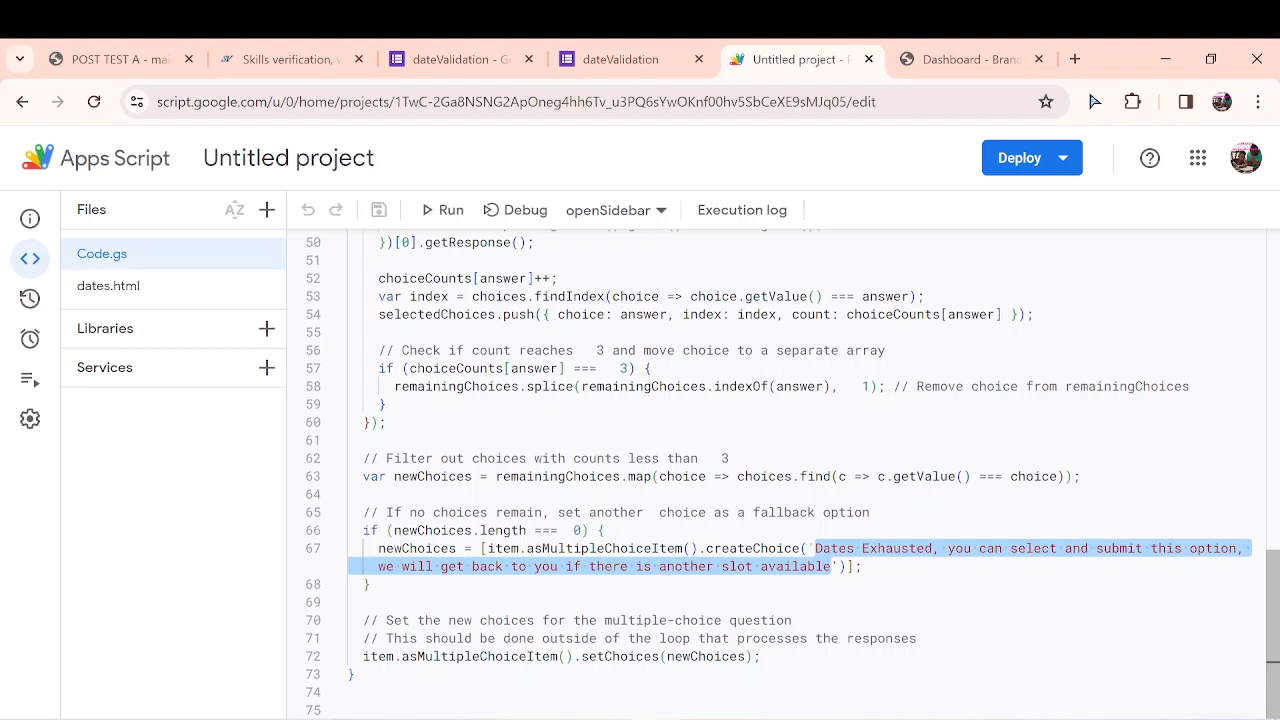 POST TEST A - mai
Skills verification, v
dateValidation - Go
dateValidation
Untitled project - P
Dashboard - Branc
script.google.com/u/0/home/projects/1TwC-2Ga8NSNG2ApOneg4hh6Tv_u3PQ6sYwOKnf00hv5SbCeXE9sMJq05/edit
Apps Script
Untitled project
Deploy
Files
AZ
Run
Debug
openSidebar
Execution log
Code.gs
dates.html
Libraries
Services
50 })[0].getResponse();
51
52 choiceCounts[answer]++;
53 var index = choices.findIndex(choice => choice.getValue() === answer);
54 selectedChoices.push({ choice: answer, index: index, count: choiceCounts[answer] });
55
56 // Check if count reaches 3 and move choice to a separate array
57 if (choiceCounts[answer] === 3) {
58 remainingChoices.splice(remainingChoices.indexOf(answer), 1); // Remove choice from remainingChoices
59 }
60 });
61
62 // Filter out choices with counts less than 3
63 var newChoices = remainingChoices.map(choice => choices.find(c => c.getValue() === choice));
64
65 // If no choices remain, set another choice as a fallback option
66 if (newChoices.length === 0) {
67 newChoices = [item.asMultipleChoiceItem().createChoice('Dates Exhausted, you can select and submit this option,
we will get back to you if there is another slot available')];
68 }
69
70 // Set the new choices for the multiple-choice question
71 // This should be done outside of the loop that processes the responses
72 item.asMultipleChoiceItem().setChoices(newChoices);
73 }
74
75